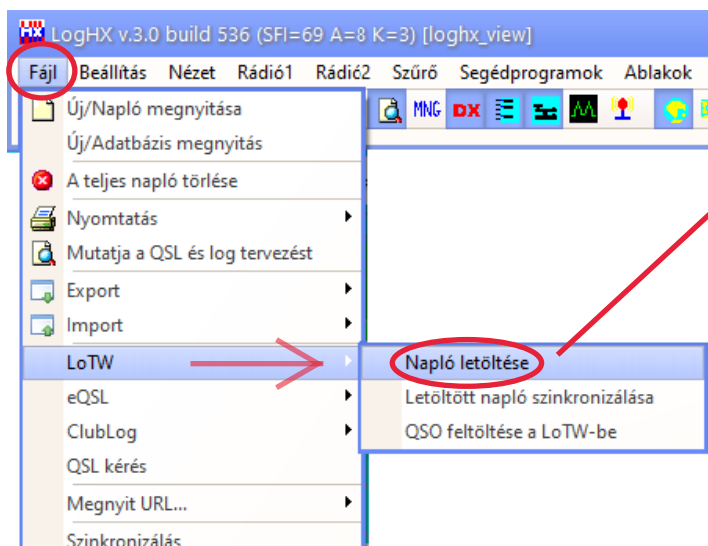 LogHX v.3.0 build 536 (SFI=69 A=8 K=3) [loghx_view]
Fájl Beállítás Nézet Rádió1 Rádió2 Szűrő Segédprogramok Ablakok
MNG DX
Új/Napló megnyitása
Új/Adatbázis megnyitás
A teljes napló törlése
Nyomtatás
Mutatja a QSL és log tervezést
Export
Import
LoTW
Napló letöltése
eQSL
Letöltött napló szinkronizálása
ClubLog
QSO feltöltése a LoTW-be
QSL kérés
Megnyit URL...
Szinkronizálás